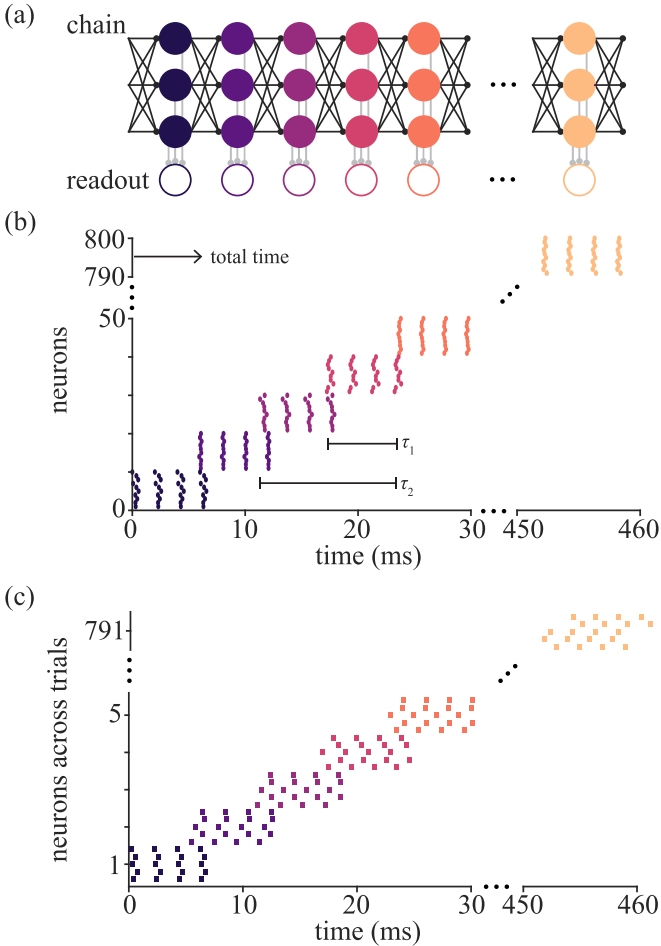 (a)
chain
readout
(b)
800
total time
790
50
neurons
τ1
τ2
0
0 10 20 30 450 460
time (ms)
(c)
791
neurons across trials
5
1
0 10 20 30 450 460
time (ms)